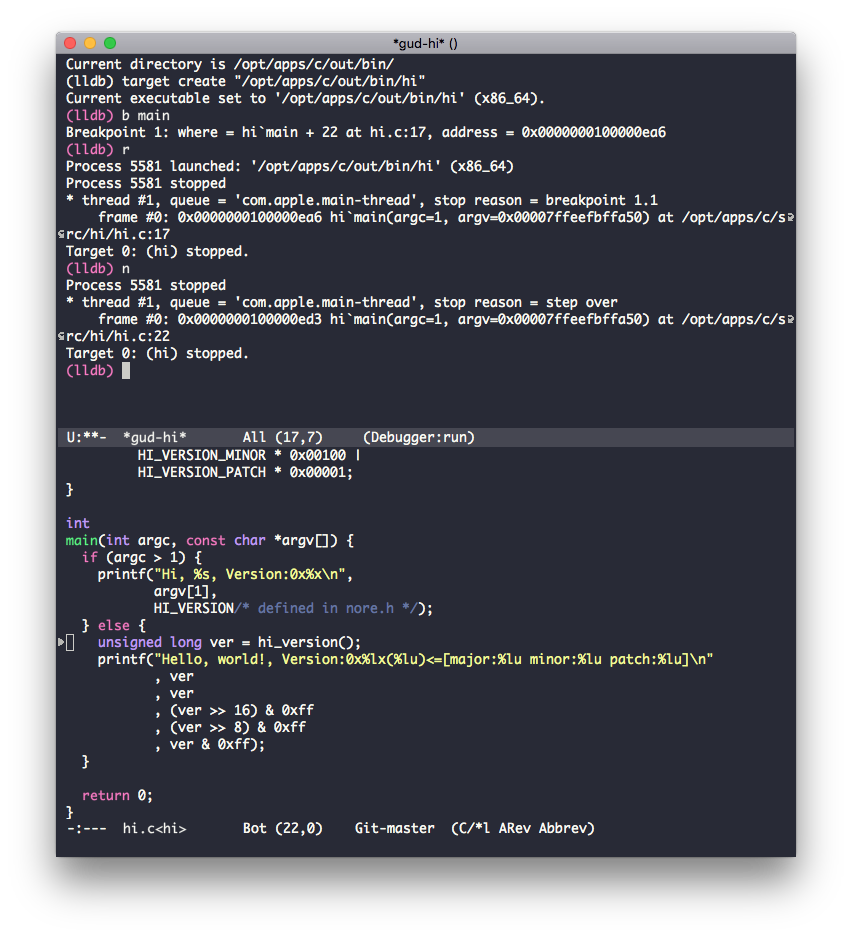 *gud-hi* ()
Current directory is /opt/apps/c/out/bin/
(lldb) target create "/opt/apps/c/out/bin/hi"
Current executable set to '/opt/apps/c/out/bin/hi' (x86_64).
(lldb) b main
Breakpoint 1: where = hi`main + 22 at hi.c:17, address = 0x0000000100000ea6
(lldb) r
Process 5581 launched: '/opt/apps/c/out/bin/hi' (x86_64)
Process 5581 stopped
* thread #1, queue = 'com.apple.main-thread', stop reason = breakpoint 1.1
    frame #0: 0x0000000100000ea6 hi`main(argc=1, argv=0x00007ffeefbffa50) at /opt/apps/c/s
rc/hi/hi.c:17
Target 0: (hi) stopped.
(lldb) n
Process 5581 stopped
* thread #1, queue = 'com.apple.main-thread', stop reason = step over
    frame #0: 0x0000000100000ed3 hi`main(argc=1, argv=0x00007ffeefbffa50) at /opt/apps/c/s
rc/hi/hi.c:22
Target 0: (hi) stopped.
(lldb)
U:**-  *gud-hi*       All (17,7)     (Debugger:run)
         HI_VERSION_MINOR * 0x00100 |
         HI_VERSION_PATCH * 0x00001;
}
int
main(int argc, const char *argv[]) {
  if (argc > 1) {
    printf("Hi, %s, Version:0x%x\n",
           argv[1],
           HI_VERSION/* defined in nore.h */);
  } else {
    unsigned long ver = hi_version();
    printf("Hello, world!, Version:0x%lx(%lu)<=[major:%lu minor:%lu patch:%lu]\n"
           , ver
           , ver
           , (ver >> 16) & 0xff
           , (ver >> 8) & 0xff
           , ver & 0xff);
  }
  return 0;
}
-:---  hi.c<hi>       Bot (22,0)    Git-master  (C/*l ARev Abbrev)